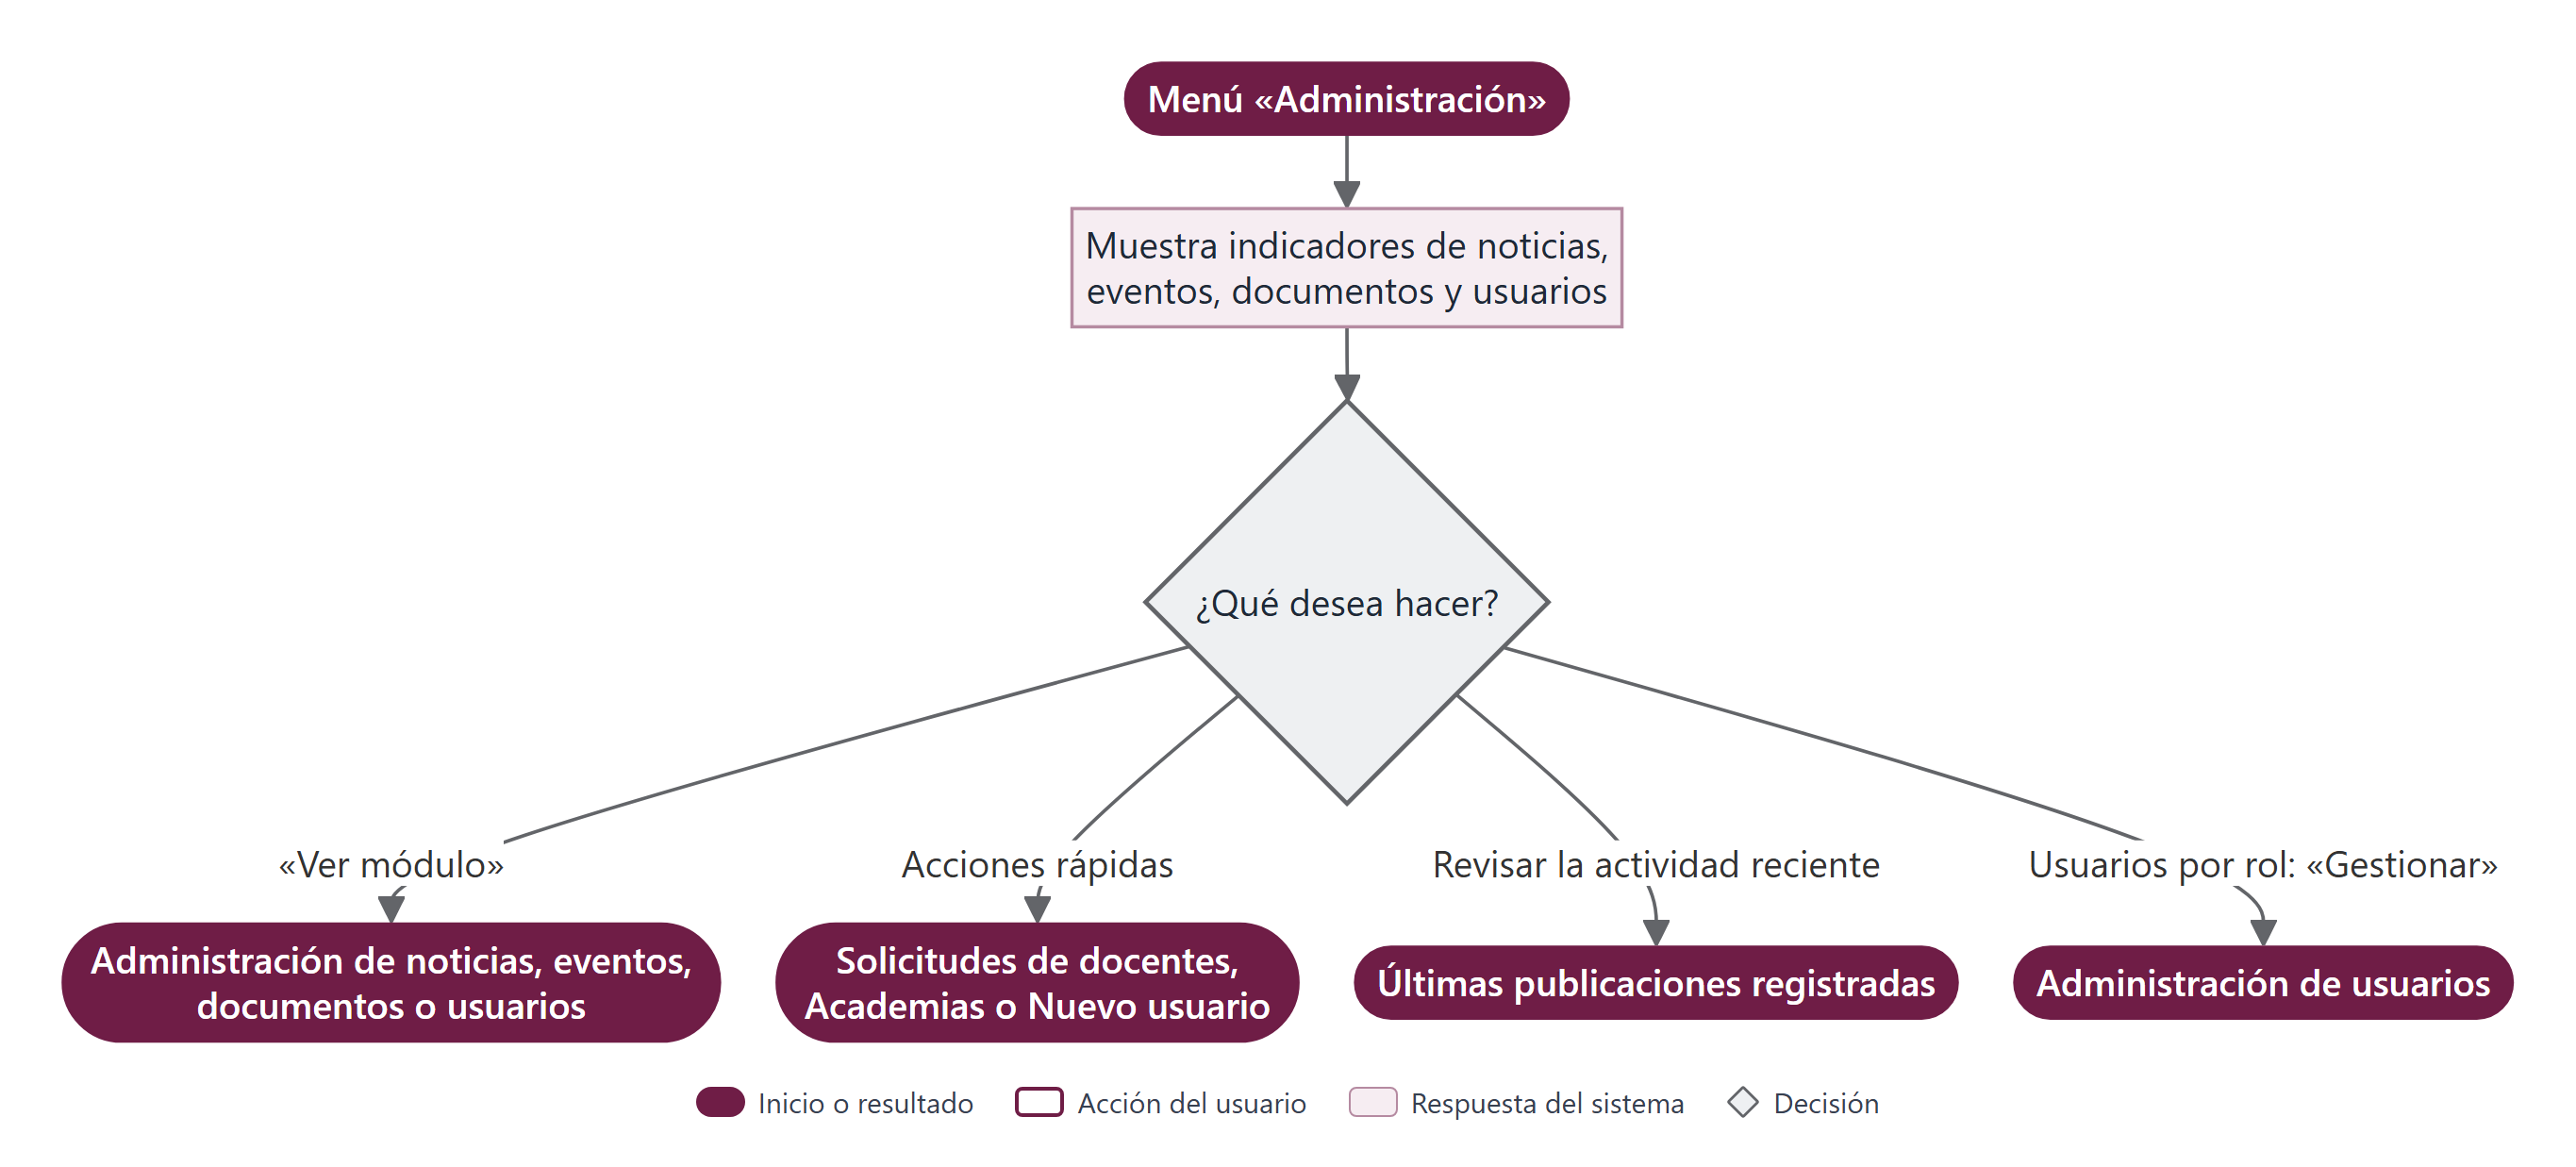 Menú «Administración»
Muestra indicadores de noticias,
eventos, documentos y usuarios
¿Qué desea hacer?
«Ver módulo»
Acciones rápidas
Revisar la actividad reciente
Usuarios por rol: «Gestionar»
Administración de noticias, eventos,
documentos o usuarios
Solicitudes de docentes,
Academias o Nuevo usuario
Últimas publicaciones registradas
Administración de usuarios
Inicio o resultado
Acción del usuario
Respuesta del sistema
Decisión